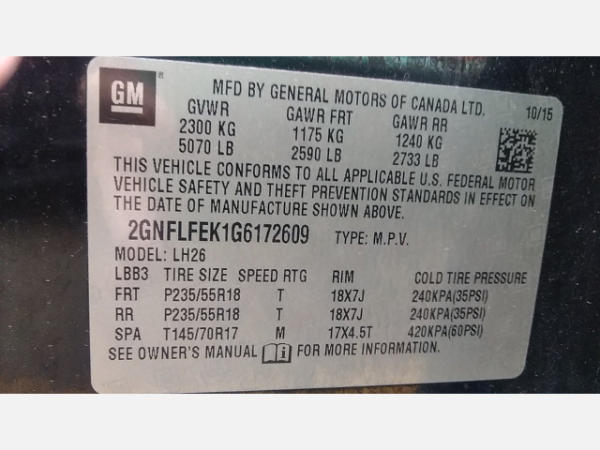 GM
MFD BY GENERAL MOTORS OF CANADA LTD. 10/15
GVWR GAWR FRT GAWR RR
2300 KG 1175 KG 1240 KG
5070 LB 2590 LB 2733 LB
THIS VEHICLE CONFORMS TO ALL APPLICABLE U.S. FEDERAL MOTOR
VEHICLE SAFETY AND THEFT PREVENTION STANDARDS IN EFFECT ON
THE DATE OF MANUFACTURE SHOWN ABOVE.
2GNFLFEK1G6172609 TYPE: M.P.V.
MODEL: LH26
LBB3 TIRE SIZE SPEED RTG RIM COLD TIRE PRESSURE
FRT P235/55R18 T 18X7J 240KPA(35PSI)
RR P235/55R18 T 18X7J 240KPA(35PSI)
SPA T145/70R17 M 17X4.5T 420KPA(60PSI)
SEE OWNER'S MANUAL i FOR MORE INFORMATION.